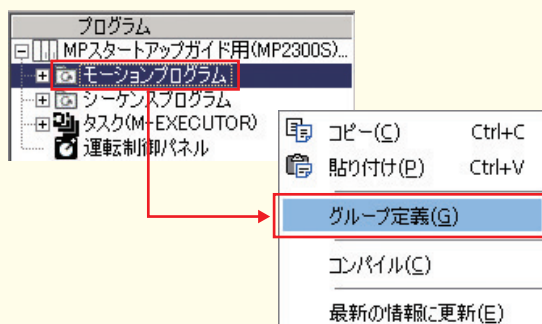 プログラム
MPスタートアップガイド用(MP2300S)...
モーションプログラム
シーケンスプログラム
タスク(M-EXECUTOR)
運転制御パネル
コピー(C) Ctrl+C
貼り付け(P) Ctrl+V
グループ定義(G)
コンパイル(C)
最新の情報に更新(E)